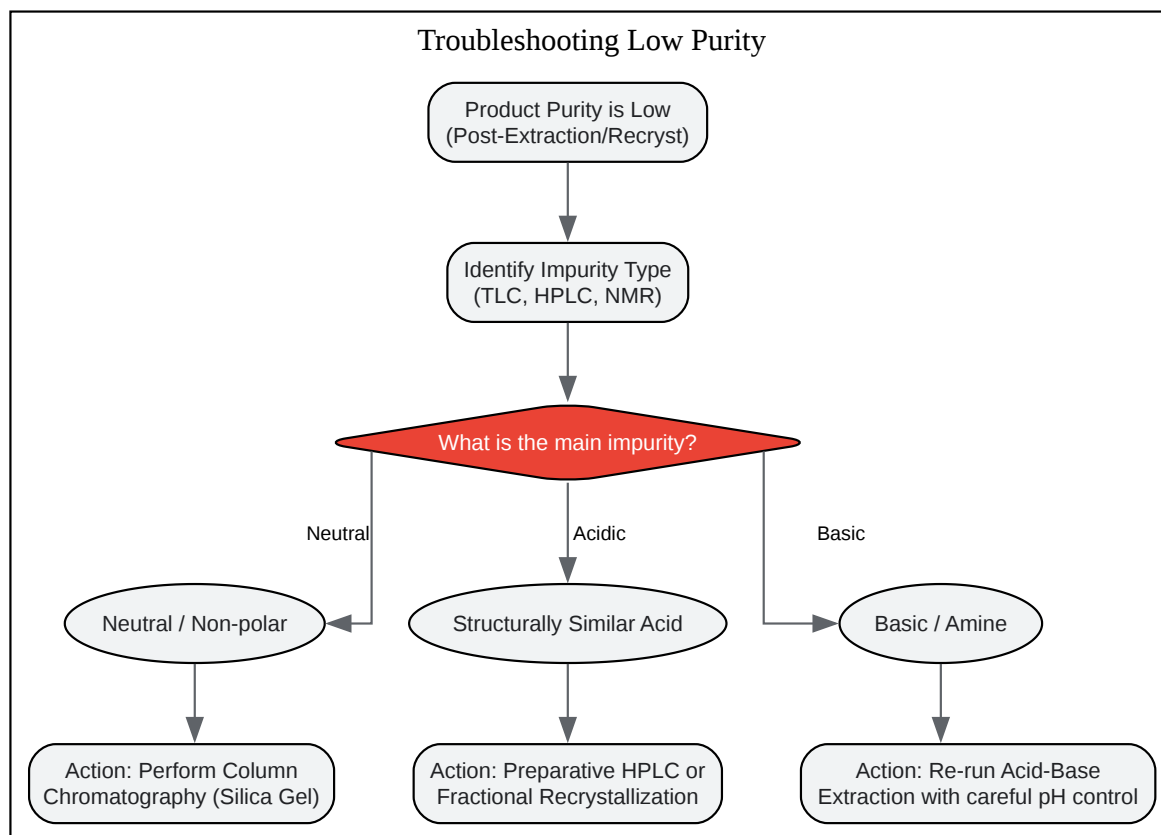 Troubleshooting Low Purity
Product Purity is Low
(Post-Extraction/Recryst)
Identify Impurity Type
(TLC, HPLC, NMR)
What is the main impurity?
Neutral
Acidic
Basic
Neutral / Non-polar
Structurally Similar Acid
Basic / Amine
Action: Perform Column
Chromatography (Silica Gel)
Action: Preparative HPLC or
Fractional Recrystallization
Action: Re-run Acid-Base
Extraction with careful pH control